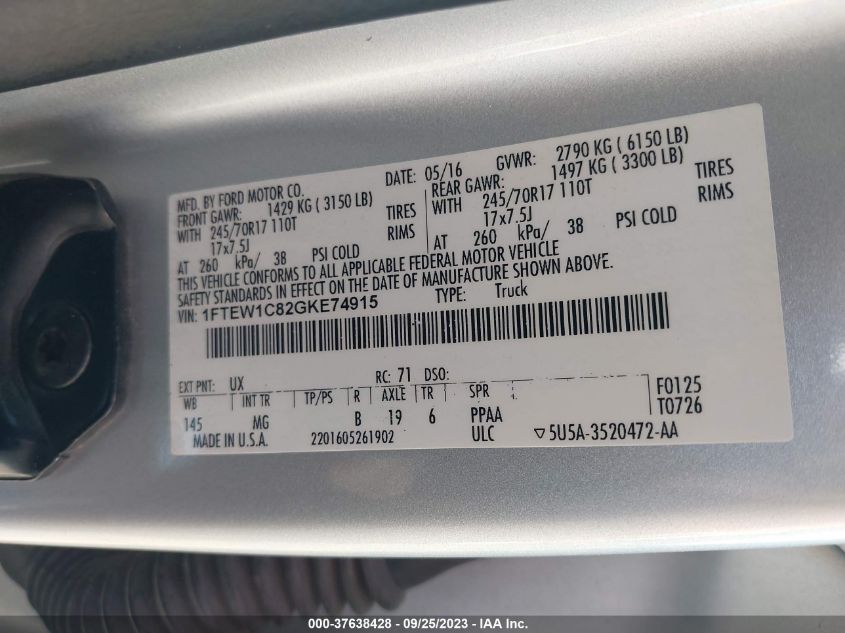 MFD. BY FORD MOTOR CO. DATE: 05/16 GVWR: 2790 KG ( 6150 LB)
FRONT GAWR: 1429 KG ( 3150 LB) REAR GAWR: 1497 KG ( 3300 LB)
WITH 245/70R17 110T TIRES WITH 245/70R17 110T TIRES
17x7.5J RIMS 17x7.5J RIMS
AT 260 kPa/ 38 PSI COLD AT 260 kPa/ 38 PSI COLD
THIS VEHICLE CONFORMS TO ALL APPLICABLE FEDERAL MOTOR VEHICLE
SAFETY STANDARDS IN EFFECT ON THE DATE OF MANUFACTURE SHOWN ABOVE.
VIN: 1FTEW1C82GKE74915 TYPE: Truck
EXT PNT: UX RC: 71 DSO:
WB INT TR TP/PS R AXLE TR SPR F0125
145 MG B 19 6 PPAA T0726
MADE IN U.S.A. 2201605261902 ULC ▽5U5A-3520472-AA
000-37638428 - 09/25/2023 - IAA Inc.